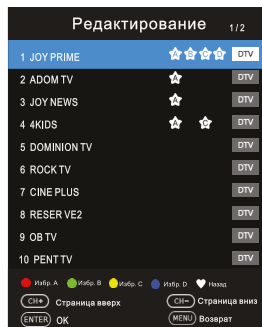 Редактирование 1/2
1 JOY PRIME A B C D DTV
2 ADOM TV A DTV
3 JOY NEWS A DTV
4 4KIDS A C DTV
5 DOMINION TV DTV
6 ROCK TV DTV
7 CINE PLUS DTV
8 RESER VE2 DTV
9 OB TV DTV
10 PENT TV DTV
Избр. A Избр. B Избр. C Избр. D Назад
CH+ Страница вверх CH- Страница вниз
ENTER OK MENU Возврат